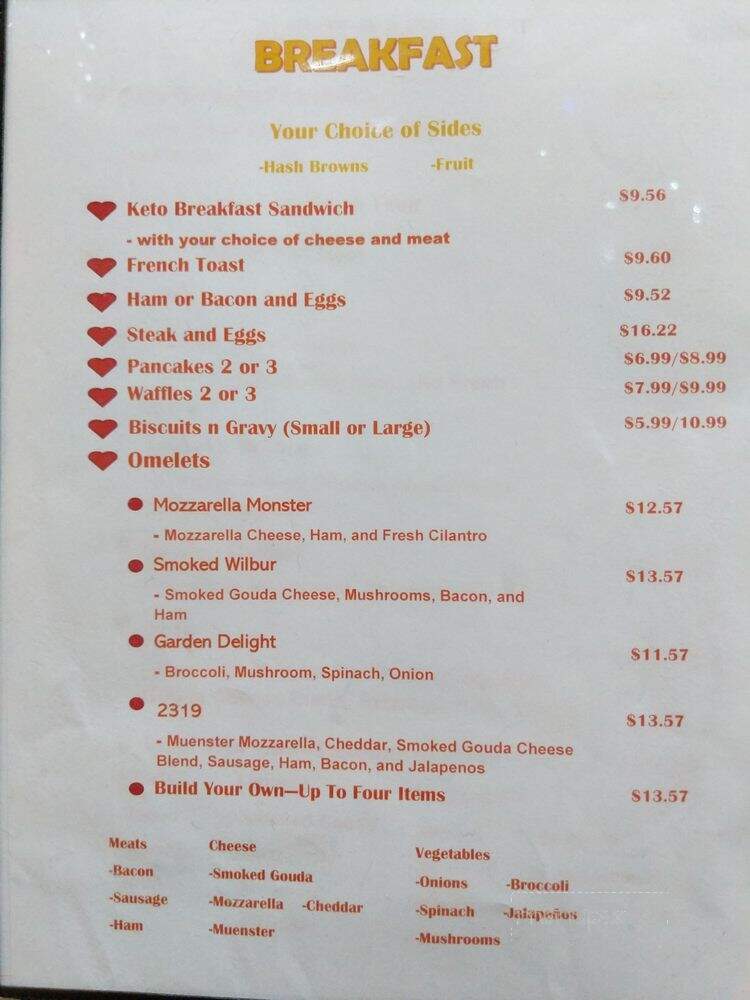 BREAKFAST
Your Choice of Sides
-Hash Browns -Fruit
Keto Breakfast Sandwich $9.56
- with your choice of cheese and meat
French Toast $9.60
Ham or Bacon and Eggs $9.52
Steak and Eggs $16.22
Pancakes 2 or 3 $6.99/$8.99
Waffles 2 or 3 $7.99/$9.99
Biscuits n Gravy (Small or Large) $5.99/10.99
Omelets
Mozzarella Monster $12.57
- Mozzarella Cheese, Ham, and Fresh Cilantro
Smoked Wilbur $13.57
- Smoked Gouda Cheese, Mushrooms, Bacon, and
Ham
Garden Delight $11.57
- Broccoli, Mushroom, Spinach, Onion
2319 $13.57
- Muenster Mozzarella, Cheddar, Smoked Gouda Cheese
Blend, Sausage, Ham, Bacon, and Jalapenos
Build Your Own—Up To Four Items $13.57
Meats Cheese Vegetables
-Bacon -Smoked Gouda -Onions -Broccoli
-Sausage -Mozzarella -Cheddar -Spinach -Jalapeños
-Ham -Muenster -Mushrooms